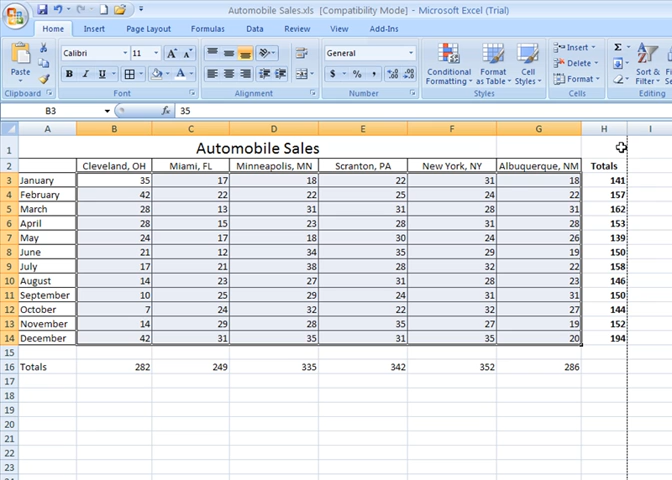 Automobile Sales.xls [Compatibility Mode] - Microsoft Excel (Trial)
Home Insert Page Layout Formulas Data Review View Add-Ins
Paste Calibri 11 A A General Conditional Formatting Format as Table Cell Styles Insert Delete Format Σ Sort & Filter
B I U A $ % ,
Clipboard Font Alignment Number Styles Cells Editing
B3 fx 35
A B C D E F G H I
1 Automobile Sales
2 Cleveland, OH Miami, FL Minneapolis, MN Scranton, PA New York, NY Albuquerque, NM Totals
3 January 35 17 18 22 31 18 141
4 February 42 22 22 25 24 22 157
5 March 28 13 31 31 28 31 162
6 April 28 15 23 28 31 28 153
7 May 24 17 18 30 24 26 139
8 June 21 12 34 35 29 19 150
9 July 17 21 38 28 32 22 158
10 August 14 23 27 31 28 23 146
11 September 10 25 29 24 31 31 150
12 October 7 24 32 22 32 27 144
13 November 14 29 28 35 27 19 152
14 December 42 31 35 31 35 20 194
15
16 Totals 282 249 335 342 352 286
17
18
19
20
21
22
23